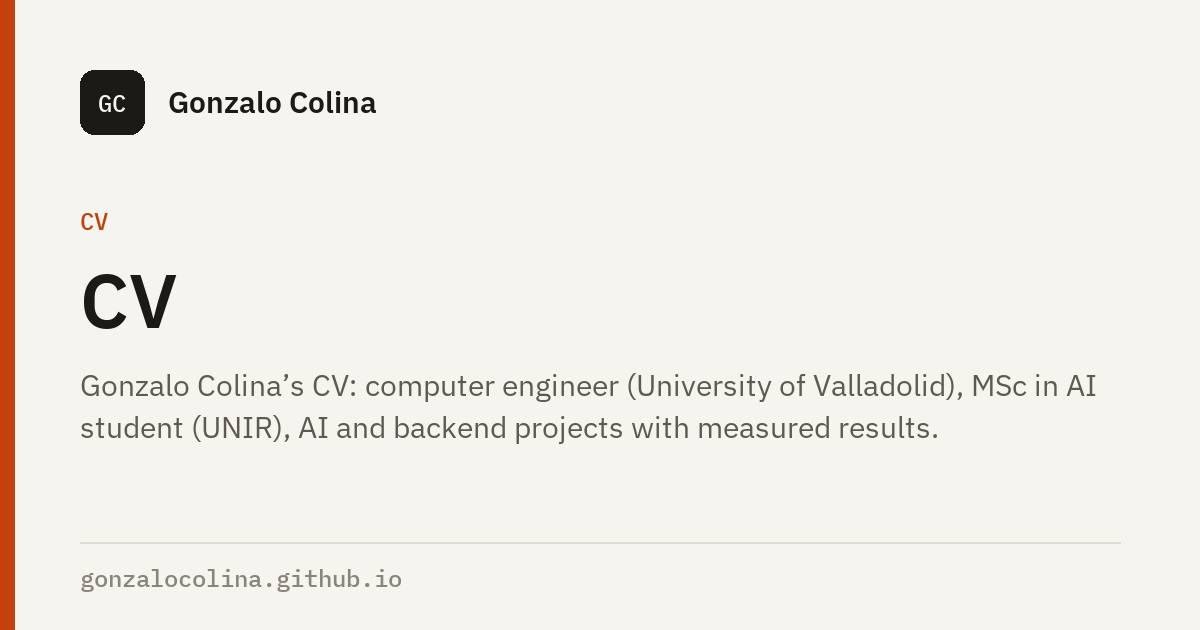 GC
Gonzalo Colina
CV
CV
Gonzalo Colina’s CV: computer engineer (University of Valladolid), MSc in AI
student (UNIR), AI and backend projects with measured results.
gonzalocolina.github.io